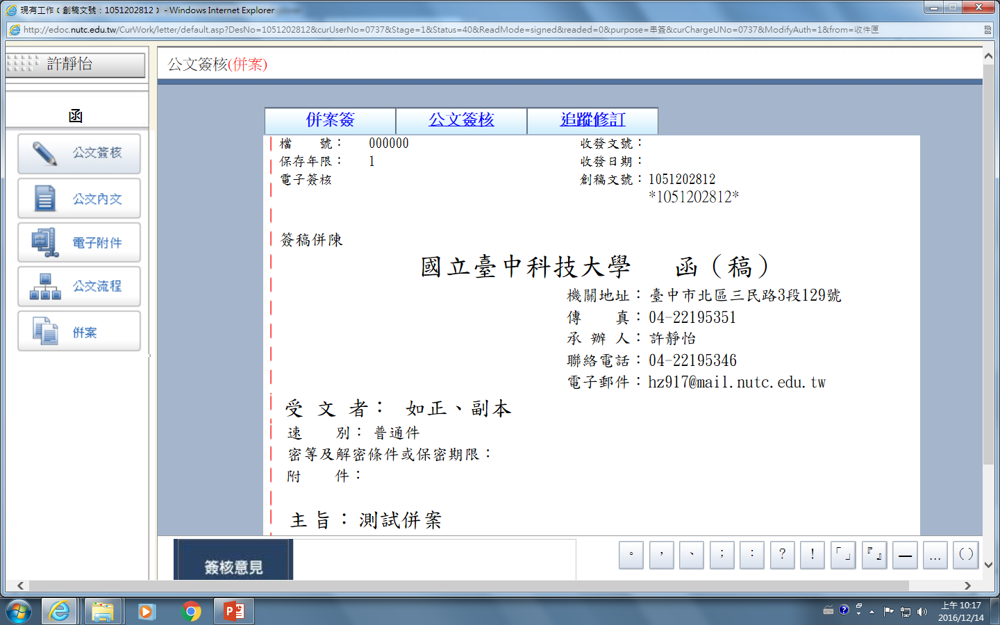 現有工作﹝創稿文號：1051202812﹞ - Windows Internet Explorer
http://edoc.nutc.edu.tw/CurWork/letter/default.asp?DesNo=1051202812&curUserNo=0737&Stage=1&Status=40&ReadMode=signed&readed=0&purpose=串簽&curChargeUNo=0737&ModifyAuth=1&from=收件匣
許靜怡
函
公文簽核
公文內文
電子附件
公文流程
併案
公文簽核(併案)
併案簽 公文簽核 追蹤修訂
檔　　號： 000000 收發文號：
保存年限： 1 收發日期：
電子簽核 創稿文號：1051202812
*1051202812*
簽稿併陳
國立臺中科技大學　函（稿）
機關地址：臺中市北區三民路3段129號
傳　　真：04-22195351
承 辦 人：許靜怡
聯絡電話：04-22195346
電子郵件：hz917@mail.nutc.edu.tw
受 文 者： 如正、副本
速　　別： 普通件
密等及解密條件或保密期限：
附　　件：
主旨：測試併案
簽核意見
。 ， 、 ； ： ？ ！ 「」 『』 — … ()
上午 10:17
2016/12/14